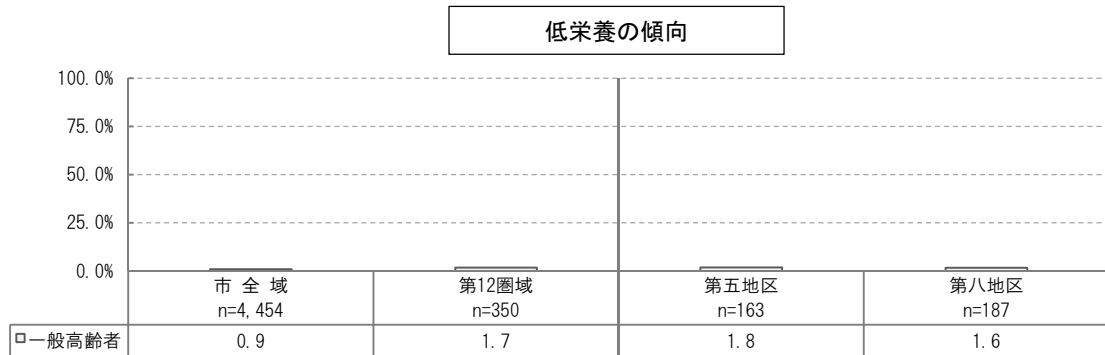 低栄養の傾向
100.0%
75.0%
50.0%
25.0%
0.0%
市 全 域 第12圏域 第五地区 第八地区
n=4,454 n=350 n=163 n=187
一般高齢者 0.9 1.7 1.8 1.6